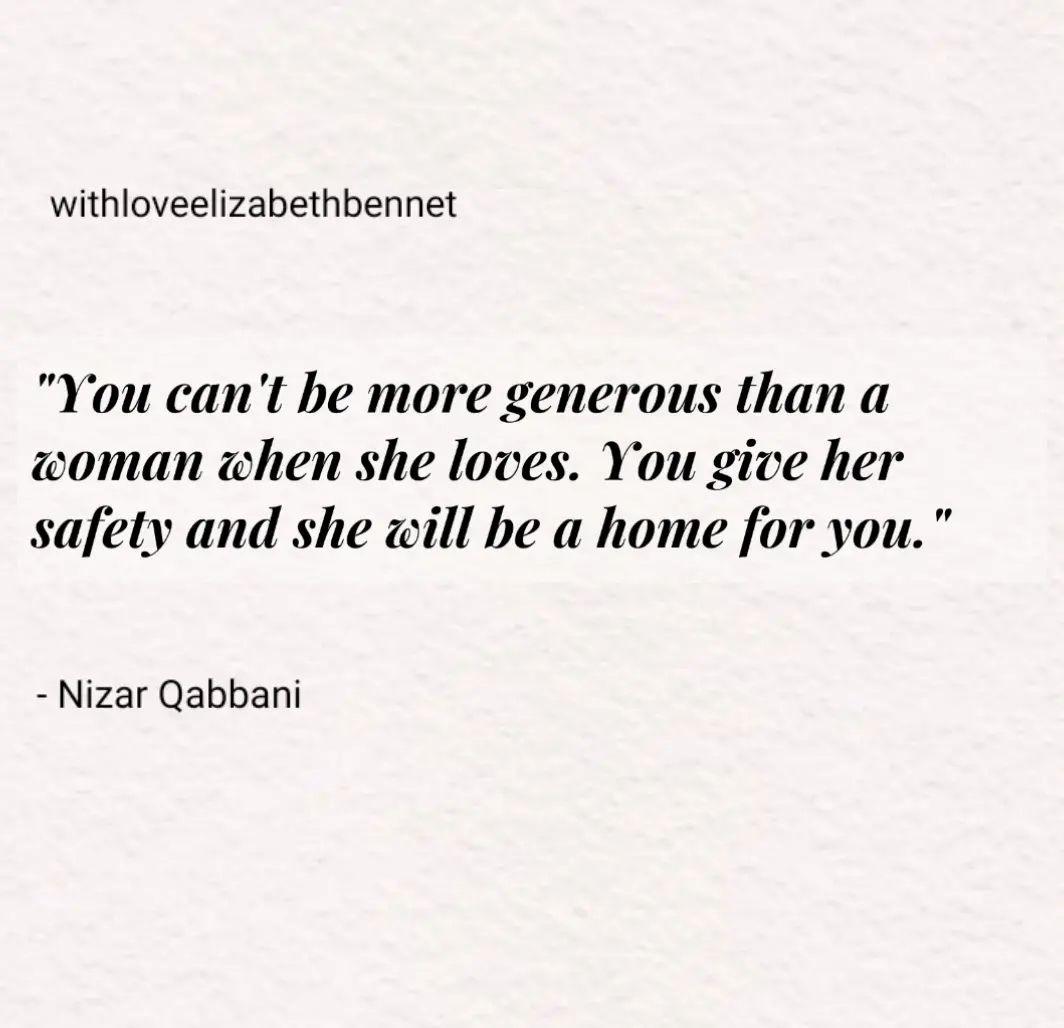 withloveelizabethbennet
"You can't be more generous than a
woman when she loves. You give her
safety and she will be a home for you."
- Nizar Qabbani